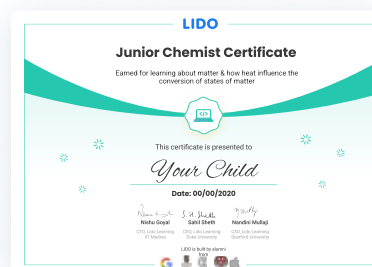 LIDO
Junior Chemist Certificate
Earned for learning about matter & how heat influence the
conversion of states of matter
This certificate is presented to
Your Child
Date: 00/00/2020
Nishu Goyal Sahil Sheth Nandini Mullaji
CTO, Lido Learning CEO, Lido Learning CSO, Lido Learning
IIT Madras Duke University Stanford University
LIDO is built by alumni
from